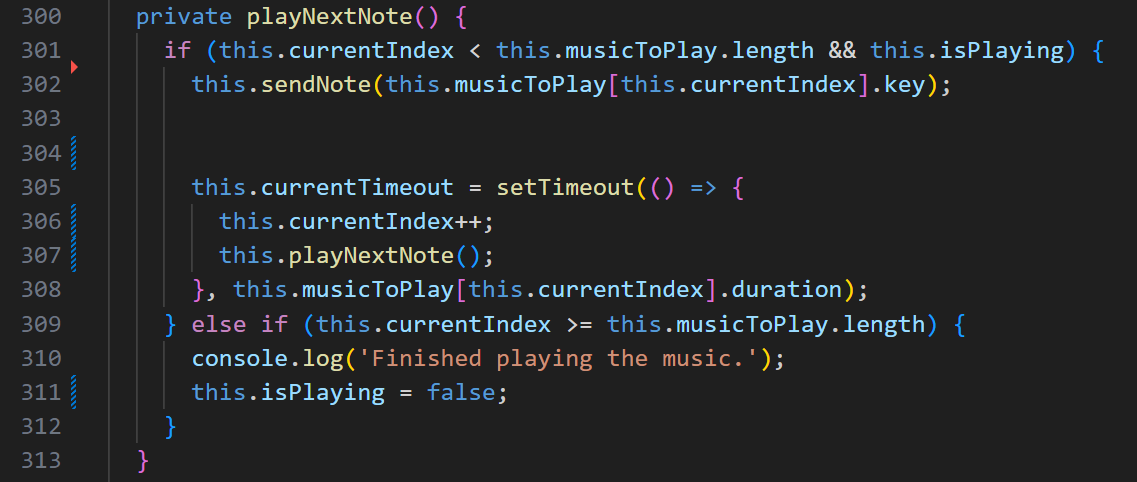 300 private playNextNote() {
301 if (this.currentIndex < this.musicToPlay.length && this.isPlaying) {
302 this.sendNote(this.musicToPlay[this.currentIndex].key);
303
304
305 this.currentTimeout = setTimeout(() => {
306 this.currentIndex++;
307 this.playNextNote();
308 }, this.musicToPlay[this.currentIndex].duration);
309 } else if (this.currentIndex >= this.musicToPlay.length) {
310 console.log('Finished playing the music.');
311 this.isPlaying = false;
312 }
313 }